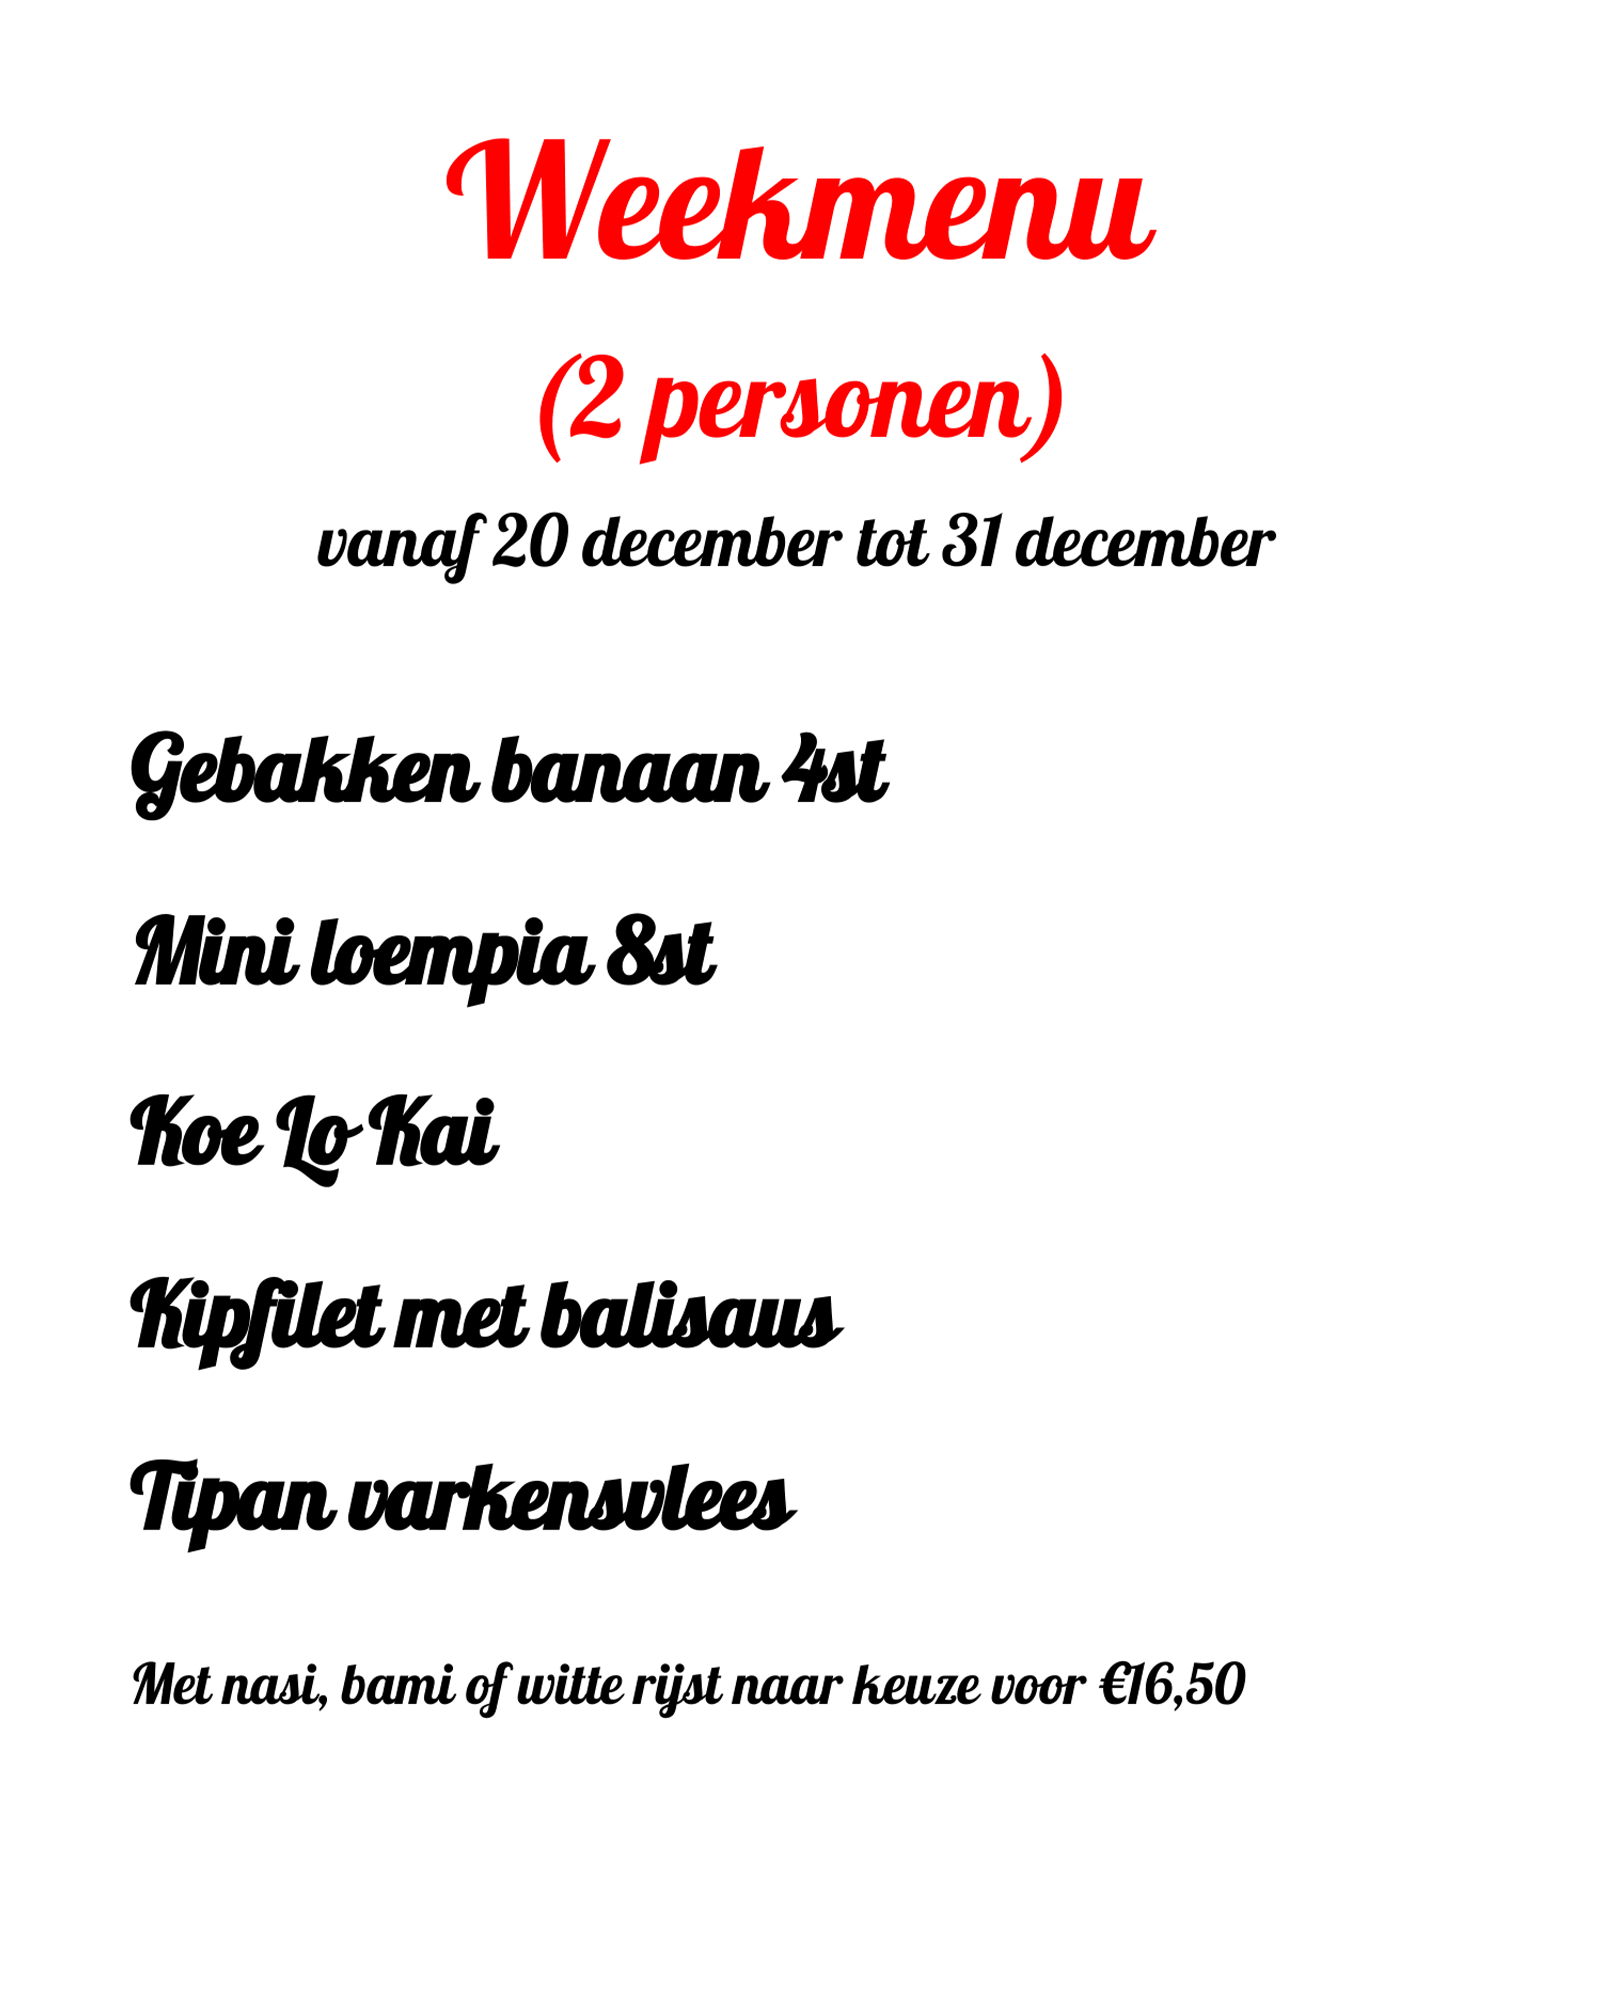 Weekmenu
(2 personen)
vanaf 20 december tot 31 december
Gebakken banaan 4st
Mini loempia 8st
Koe Lo Kai
Kipfilet met balisaus
Tipan varkensvlees
Met nasi, bami of witte rijst naar keuze voor €16,50